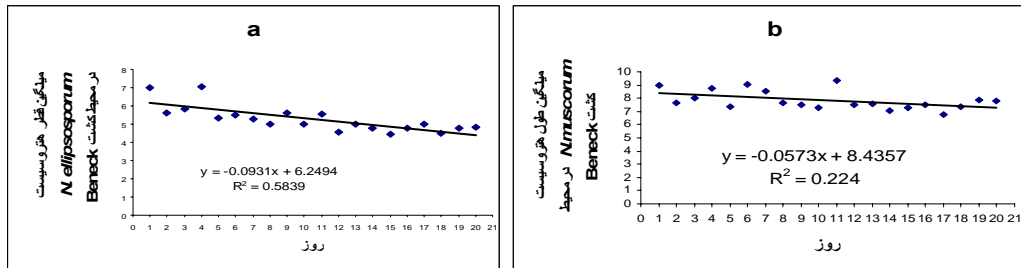 a
میانگین قطر هتروسیست
N. ellipsosporum
در محیط کشت Beneck
8
7
6
5
4
3
2
1
0
y = -0.0931x + 6.2494
R² = 0.5839
0 1 2 3 4 5 6 7 8 9 10 11 12 13 14 15 16 17 18 19 20 21
روز
b
میانگین طول هتروسیست
N.muscorum در محیط
کشت Beneck
10
9
8
7
6
5
4
3
2
1
0
y = -0.0573x + 8.4357
R² = 0.224
0 1 2 3 4 5 6 7 8 9 10 11 12 13 14 15 16 17 18 19 20 21
روز